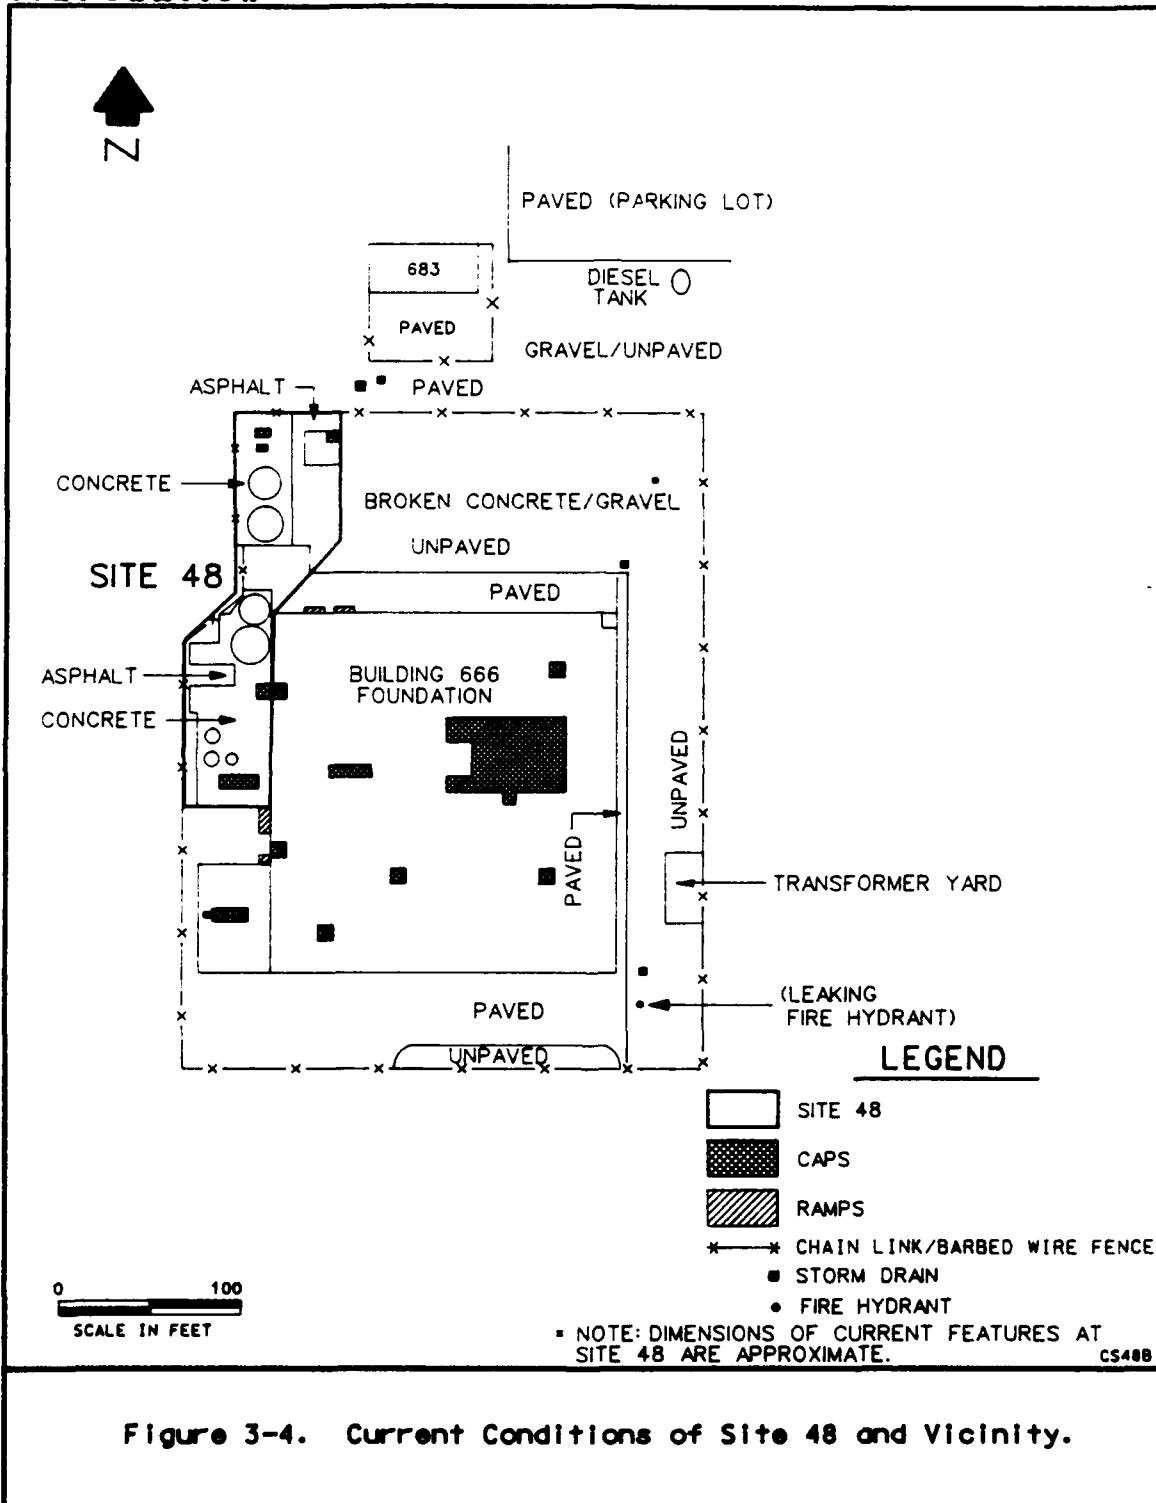 N
PAVED (PARKING LOT)
683
DIESEL
TANK
PAVED
GRAVEL/UNPAVED
ASPHALT
PAVED
CONCRETE
BROKEN CONCRETE/GRAVEL
UNPAVED
SITE 48
PAVED
ASPHALT
BUILDING 666
FOUNDATION
CONCRETE
UNPAVED
PAVED
TRANSFORMER YARD
(LEAKING
FIRE HYDRANT)
PAVED
UNPAVED
LEGEND
SITE 48
CAPS
RAMPS
CHAIN LINK/BARBED WIRE FENCE
STORM DRAIN
FIRE HYDRANT
0 100
SCALE IN FEET
* NOTE: DIMENSIONS OF CURRENT FEATURES AT
SITE 48 ARE APPROXIMATE.
CS48B
Figure 3-4. Current Conditions of Site 48 and Vicinity.